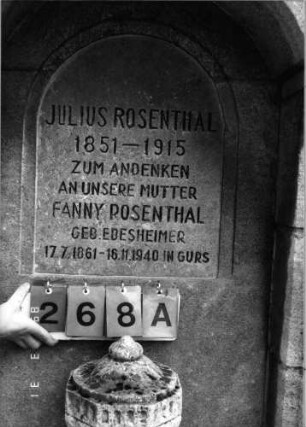 JULIUS ROSENTHAL
1851 — 1915
ZUM ANDENKEN
AN UNSERE MUTTER
FANNY ROSENTHAL
GEB. EDESHEIMER
17.7.1861 - 16.11.1940 IN GURS
268A